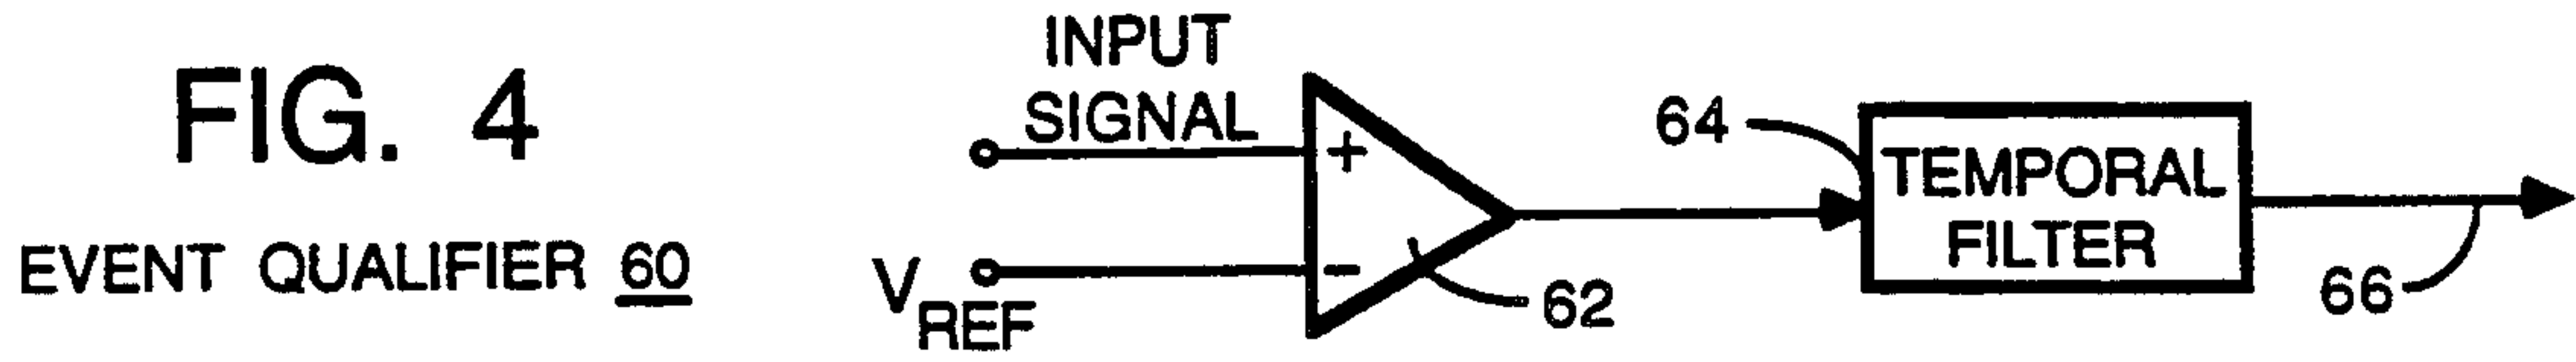 FIG. 4
EVENT QUALIFIER 60
INPUT
SIGNAL
+
V REF
−
62
64
TEMPORAL
FILTER
66